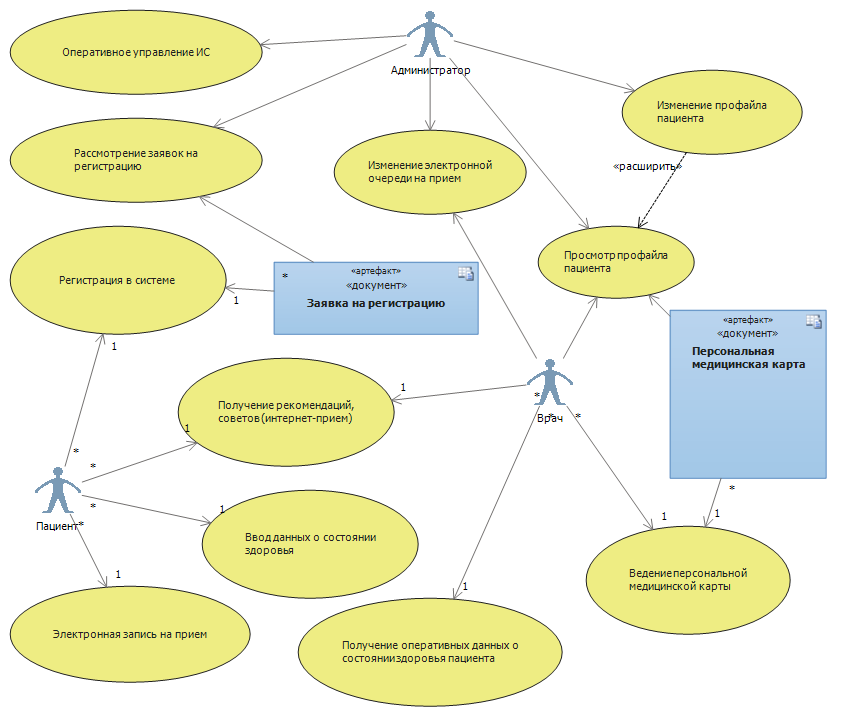 Оперативное управление ИС
Администратор
Изменение профайла
пациента
Рассмотрение заявок на
регистрацию
Изменение электронной
очереди на прием
«расширить»
Просмотр профайла
пациента
Регистрация в системе
1
*
«артефакт»
«документ»
Заявка на регистрацию
«артефакт»
«документ»
Персональная
медицинская карта
1
Получение рекомендаций,
советов (интернет-прием)
1
1
*
*
*
Врач
*
*
*
*
Пациент
*
1
Ввод данных о состоянии
здоровья
*
1
1
Ведение персональной
медицинской карты
1
Электронная запись на прием
1
Получение оперативных данных о
состоянии здоровья пациента